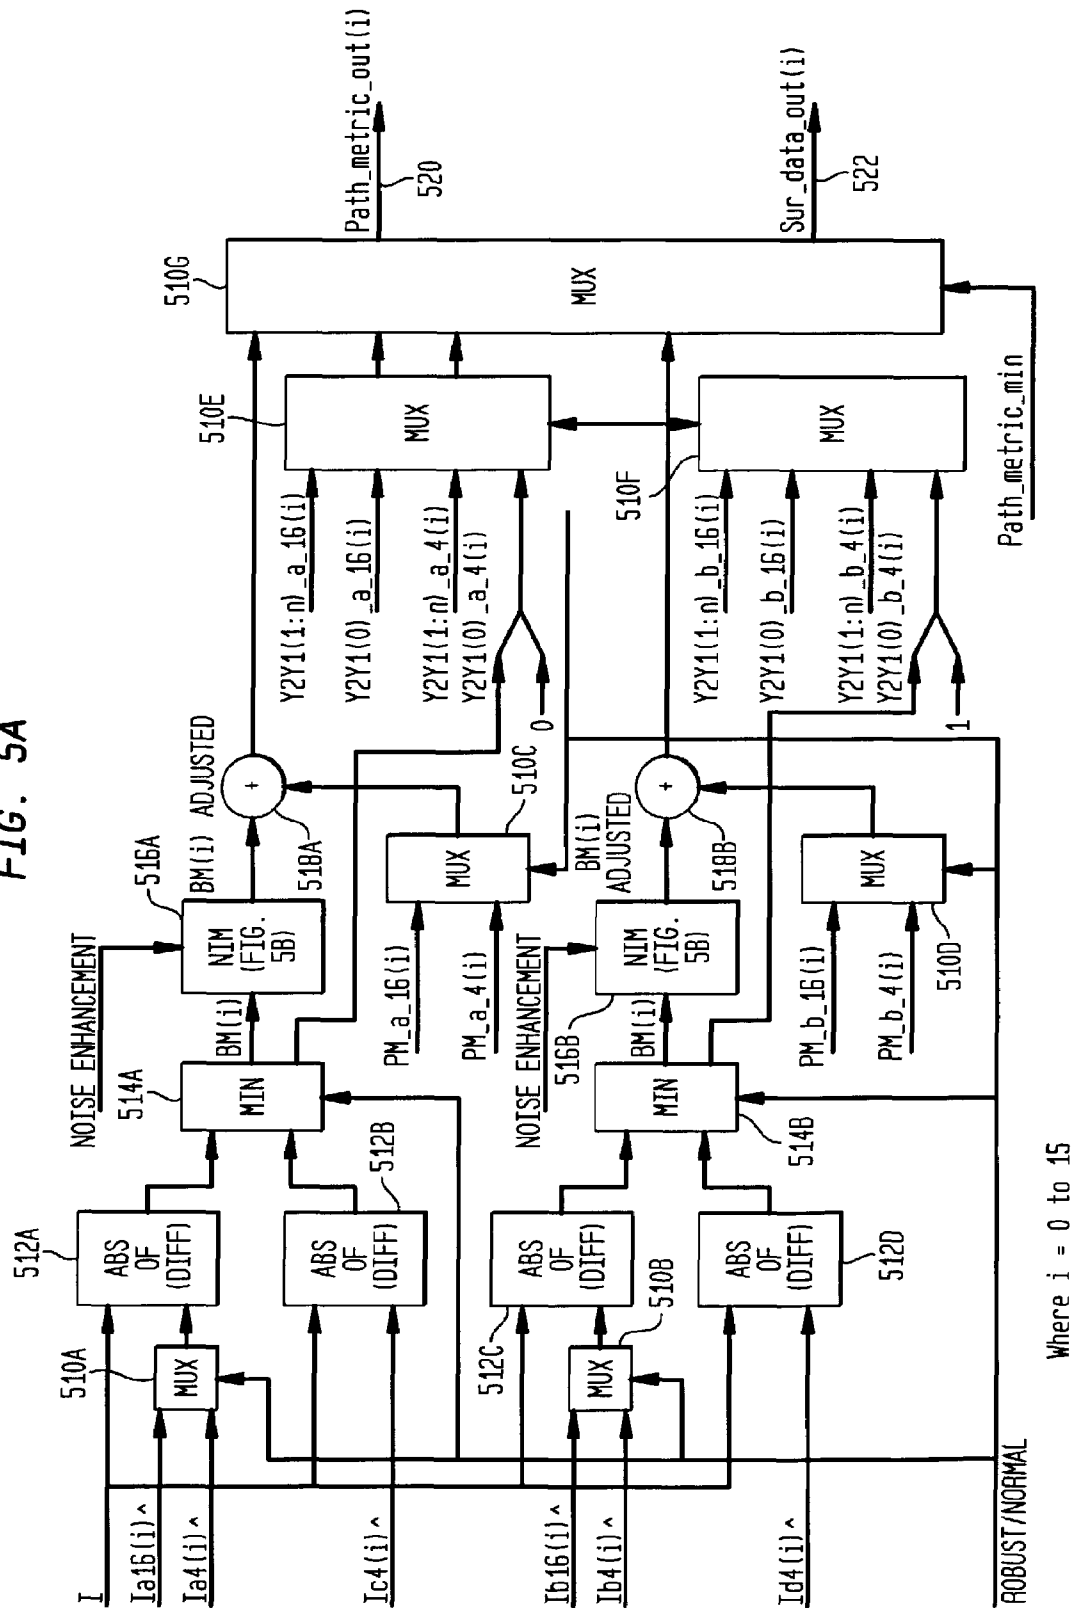 FIG. 5A
I
Ia16(i)^
Ia4(i)^
Ic4(i)^
Ib16(i)^
Ib4(i)^
Id4(i)^
ROBUST/NORMAL
510A
MUX
512A
ABS
OF
(DIFF)
512B
ABS
OF
(DIFF)
512C
ABS
OF
(DIFF)
510B
MUX
512D
ABS
OF
(DIFF)
NOISE ENHANCEMENT
514A
MIN
BM(i)
516A
NIM
(FIG.
5B)
BM(i) ADJUSTED
+
518A
PM_a_16(i)
PM_a_4(i)
MUX
510C
NOISE ENHANCEMENT
514B
MIN
BM(i)
516B
NIM
(FIG.
5B)
BM(i)
ADJUSTED
+
518B
PM_b_16(i)
PM_b_4(i)
MUX
510D
Y2Y1(1:n)_a_16(i)
Y2Y1(0)_a_16(i)
Y2Y1(1:n)_a_4(i)
Y2Y1(0)_a_4(i)
0
510E
MUX
Y2Y1(1:n)_b_16(i)
Y2Y1(0)_b_16(i)
Y2Y1(1:n)_b_4(i)
Y2Y1(0)_b_4(i)
1
510F
MUX
Path_metric_min
510G
MUX
Path_metric_out(i)
520
Sur_data_out(i)
522
Where i = 0 to 15